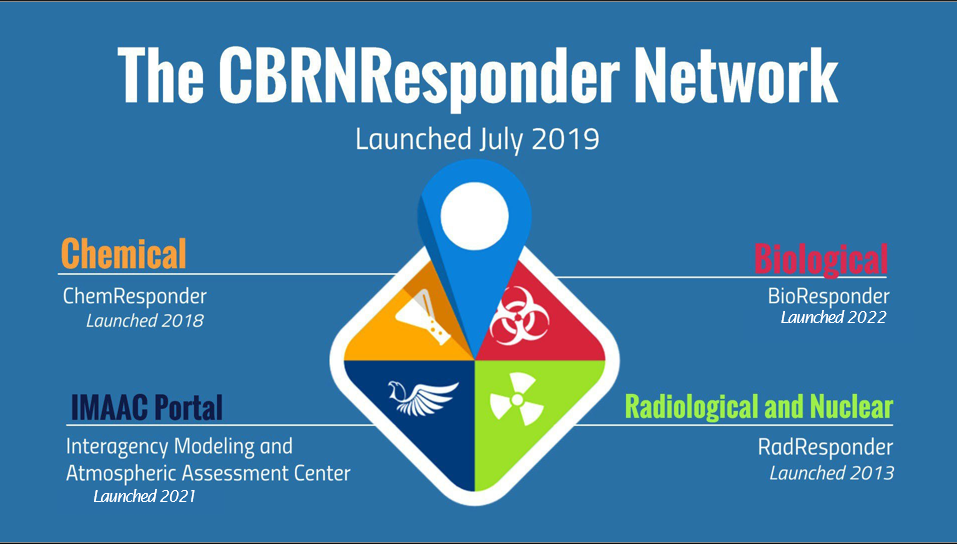 The CBRNResponder Network
Launched July 2019
Chemical
ChemResponder
Launched 2018
Biological
BioResponder
Launched 2022
IMAAC Portal
Interagency Modeling and
Atmospheric Assessment Center
Launched 2021
Radiological and Nuclear
RadResponder
Launched 2013